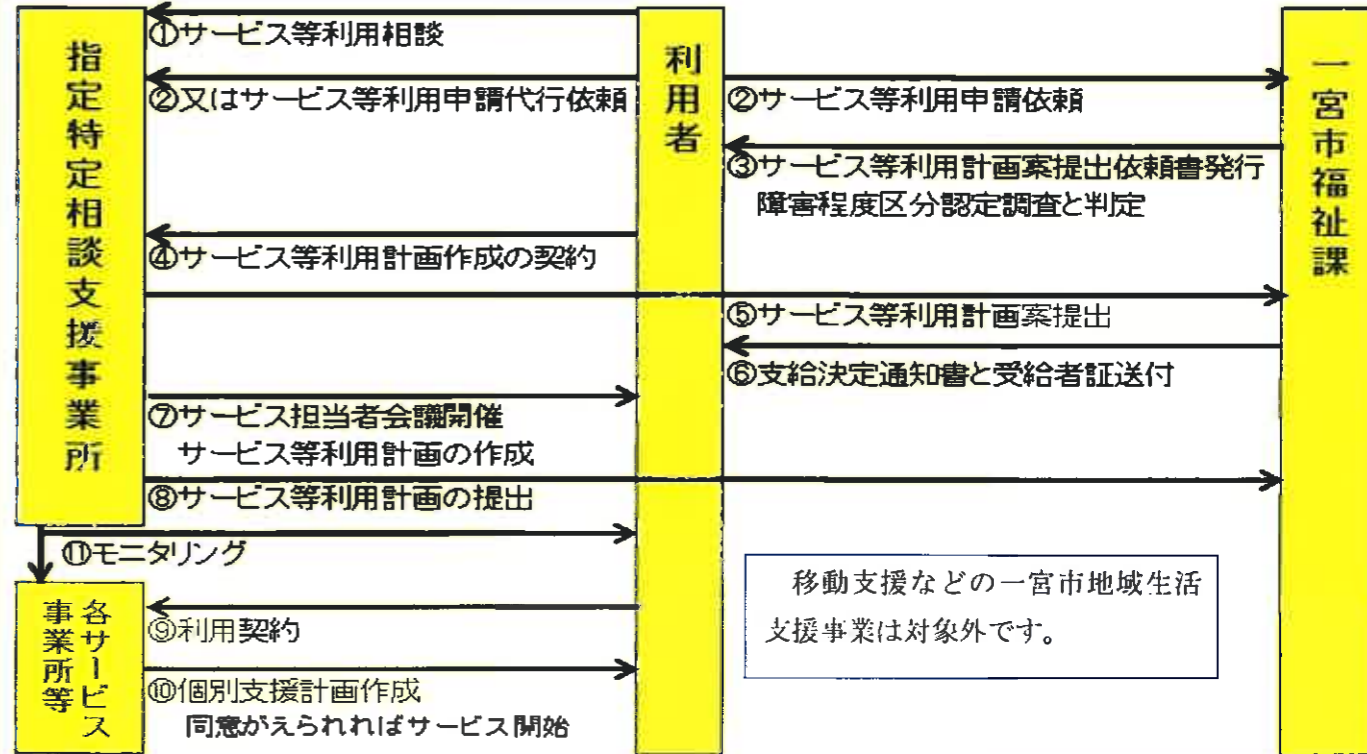 指定特定相談支援事業所
利用者
一宮市福祉課
①サービス等利用相談
②又はサービス等利用申請代行依頼
②サービス等利用申請依頼
③サービス等利用計画案提出依頼書発行
障害程度区分認定調査と判定
④サービス等利用計画作成の契約
⑤サービス等利用計画案提出
⑥支給決定通知書と受給者証送付
⑦サービス担当者会議開催
サービス等利用計画の作成
⑧サービス等利用計画の提出
⑪モニタリング
各サービス
事業所等
⑨利用契約
⑩個別支援計画作成
同意がえられればサービス開始
移動支援などの一宮市地域生活
支援事業は対象外です。